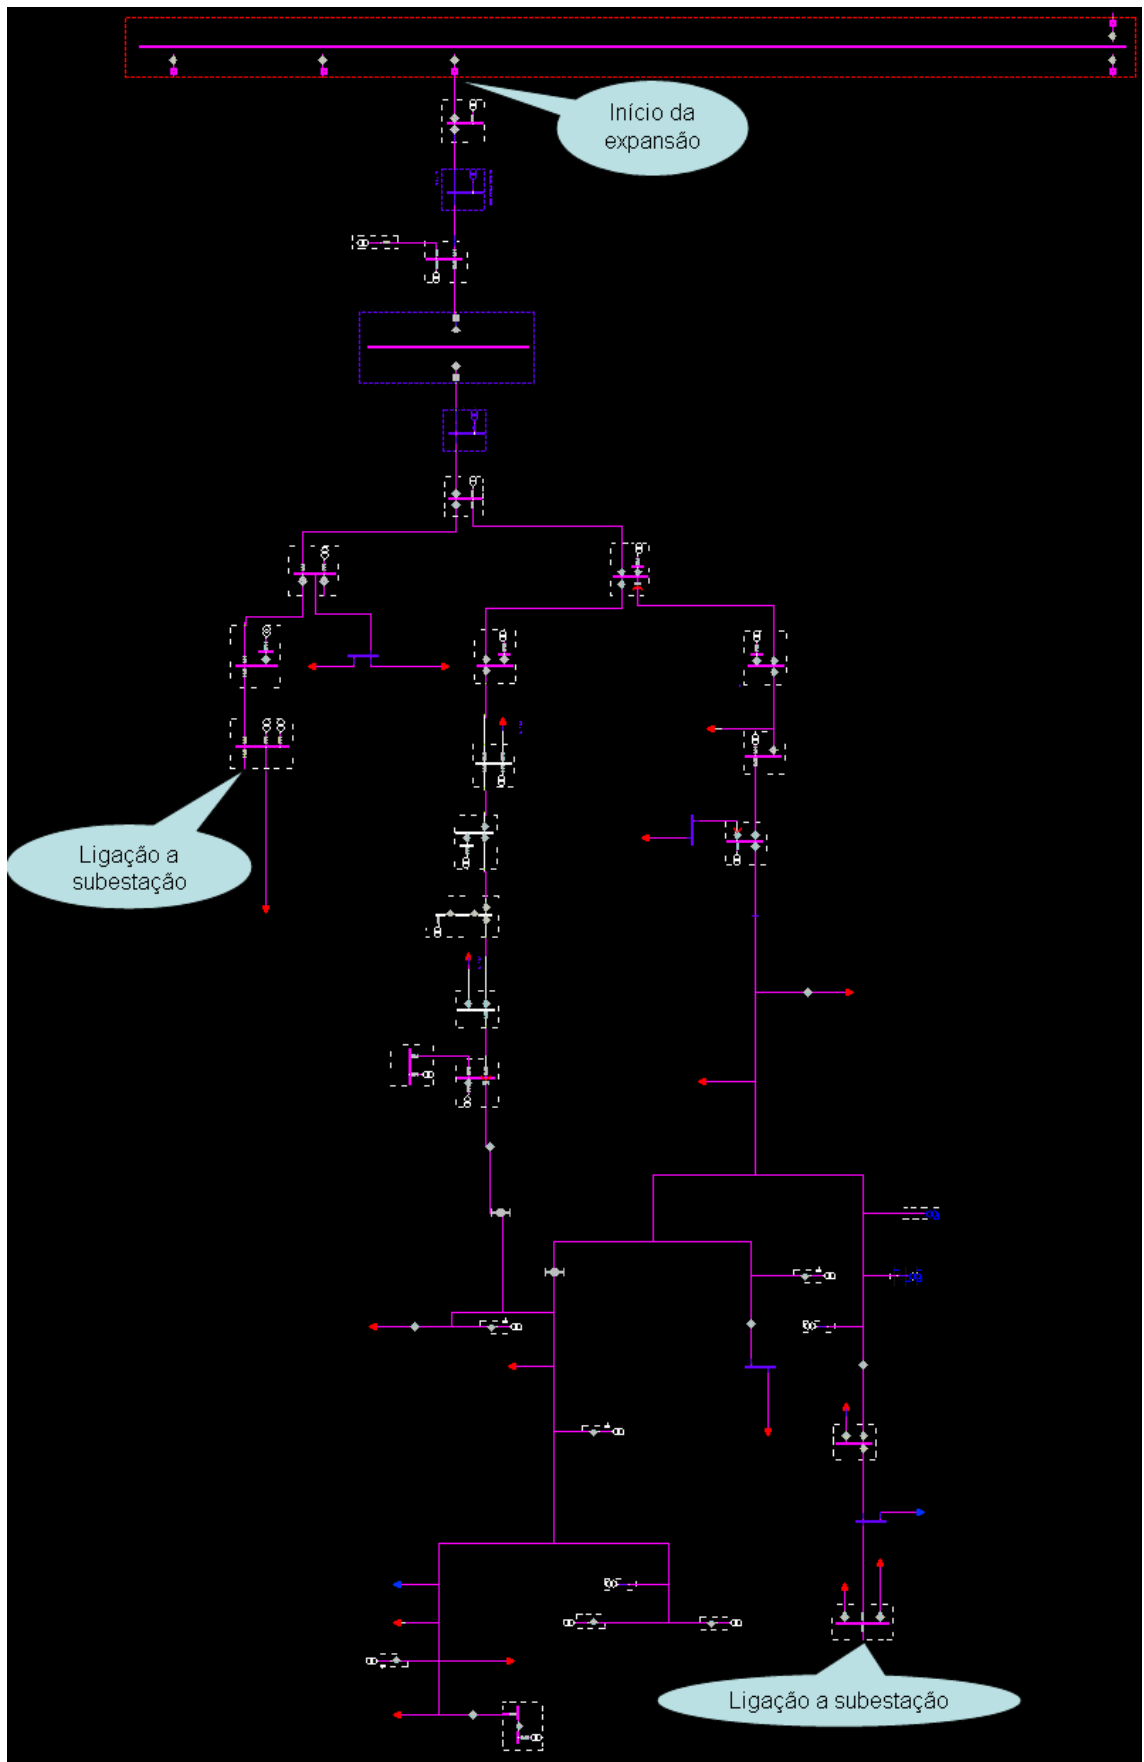 Início da
expansão
Ligação a
subestação
Ligação a subestação